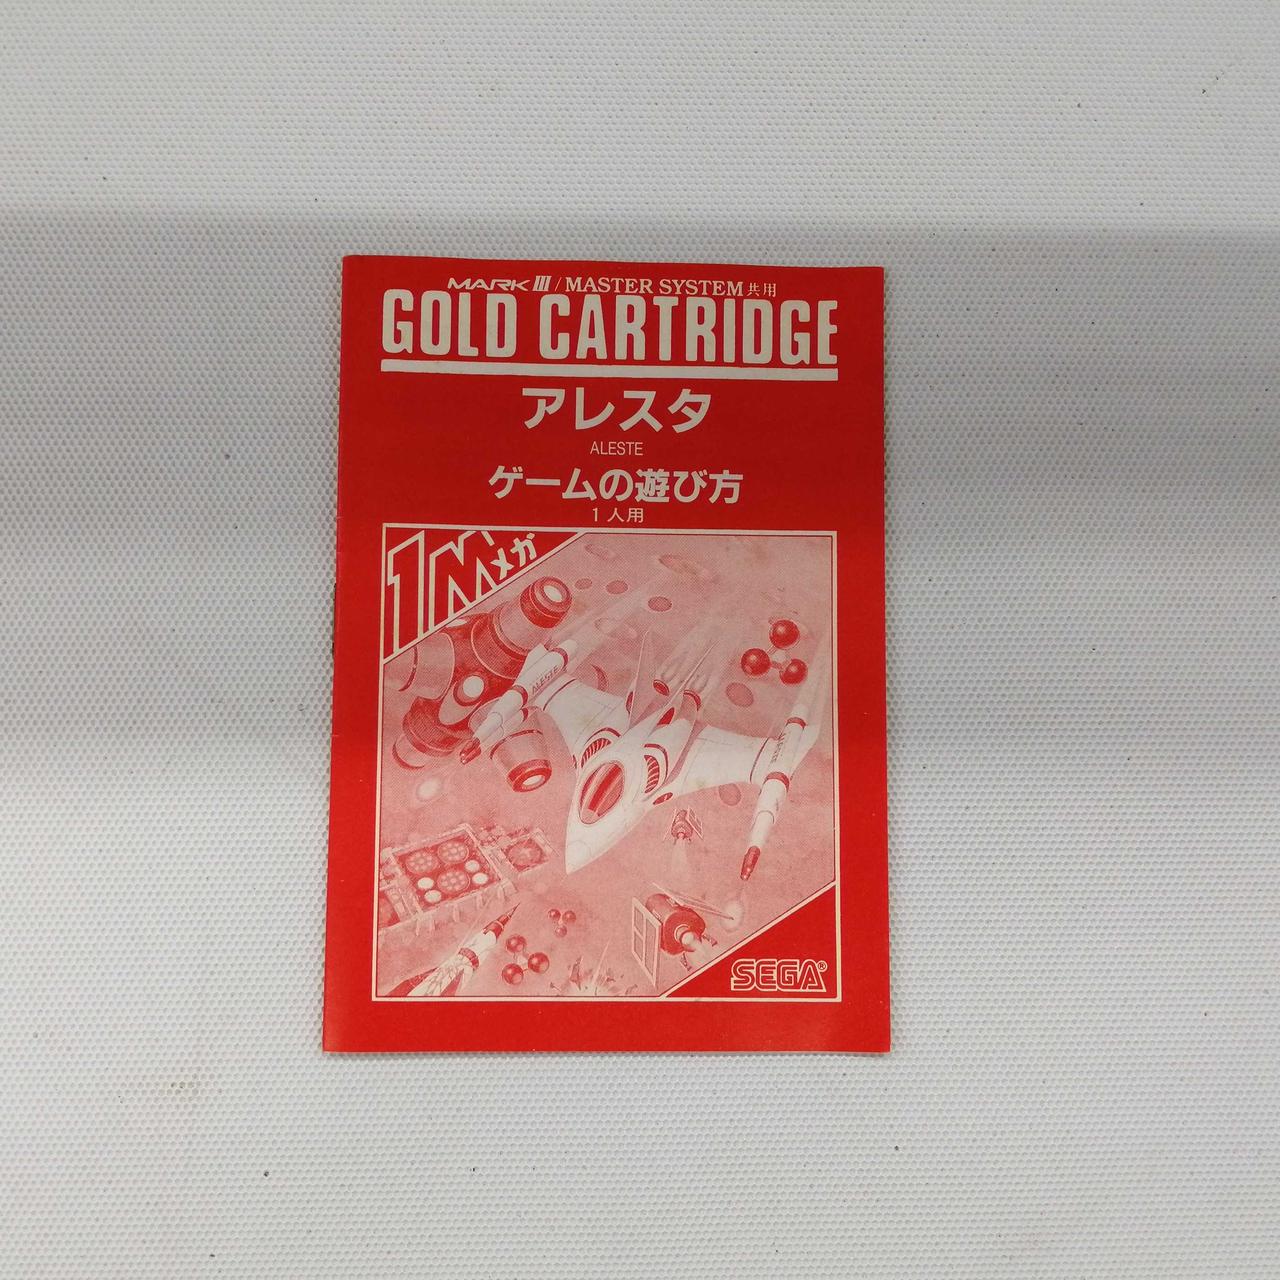 MARK III / MASTER SYSTEM 共用
GOLD CARTRIDGE
アレスタ
ALESTE
ゲームの遊び方
1人用
1Mメガ
ALESTE
SEGA®